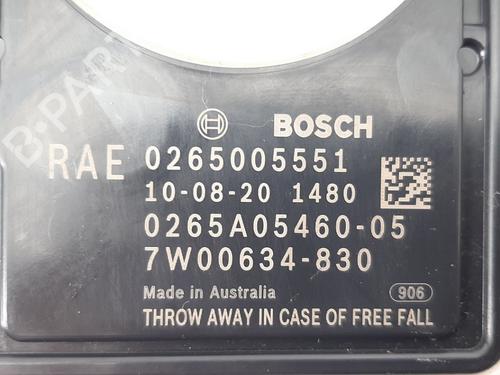 BOSCH
RAE 0265005551
10-08-20 1480
0265A05460-05
7W00634-830
Made in Australia 906
THROW AWAY IN CASE OF FREE FALL
B-PARTS